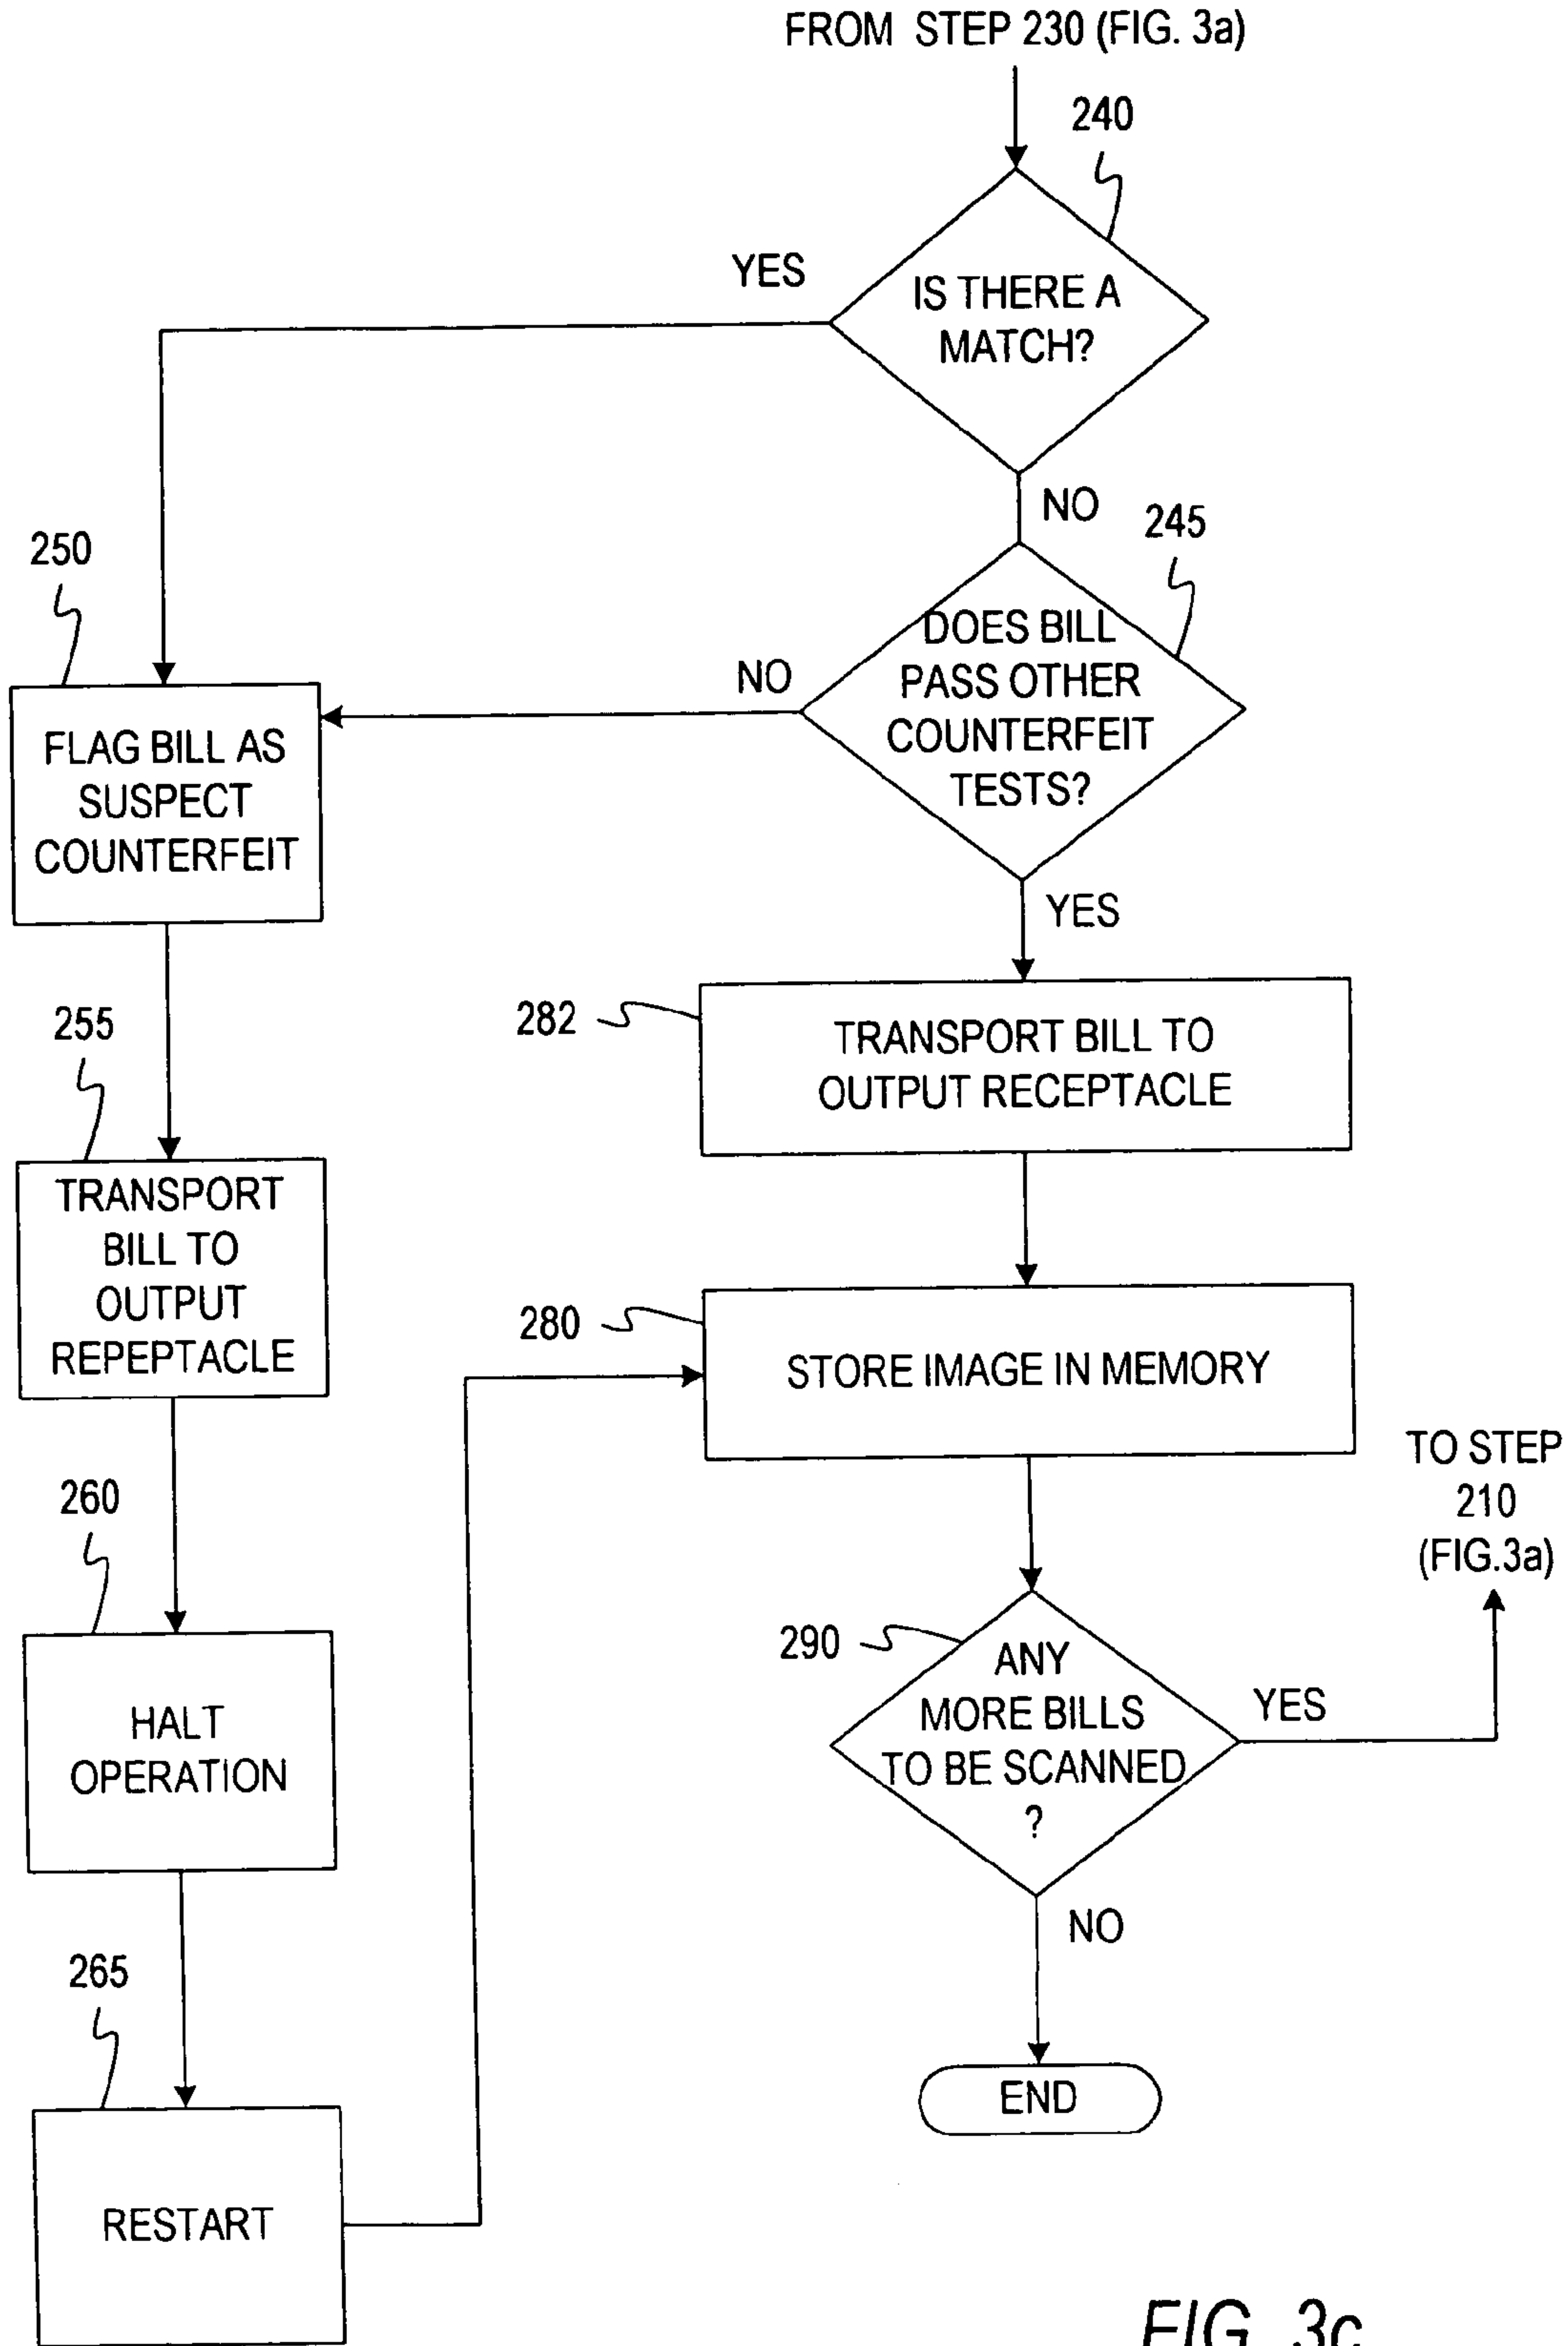 FROM STEP 230 (FIG. 3a)
240
YES
IS THERE A
MATCH?
NO
245
250
DOES BILL
PASS OTHER
COUNTERFEIT
TESTS?
NO
FLAG BILL AS
SUSPECT
COUNTERFEIT
YES
255
282
TRANSPORT BILL TO
OUTPUT RECEPTACLE
TRANSPORT
BILL TO
OUTPUT
REPEPTACLE
280
STORE IMAGE IN MEMORY
TO STEP
210
(FIG.3a)
260
290
ANY
MORE BILLS
TO BE SCANNED
?
YES
HALT
OPERATION
NO
265
END
RESTART
FIG. 3c